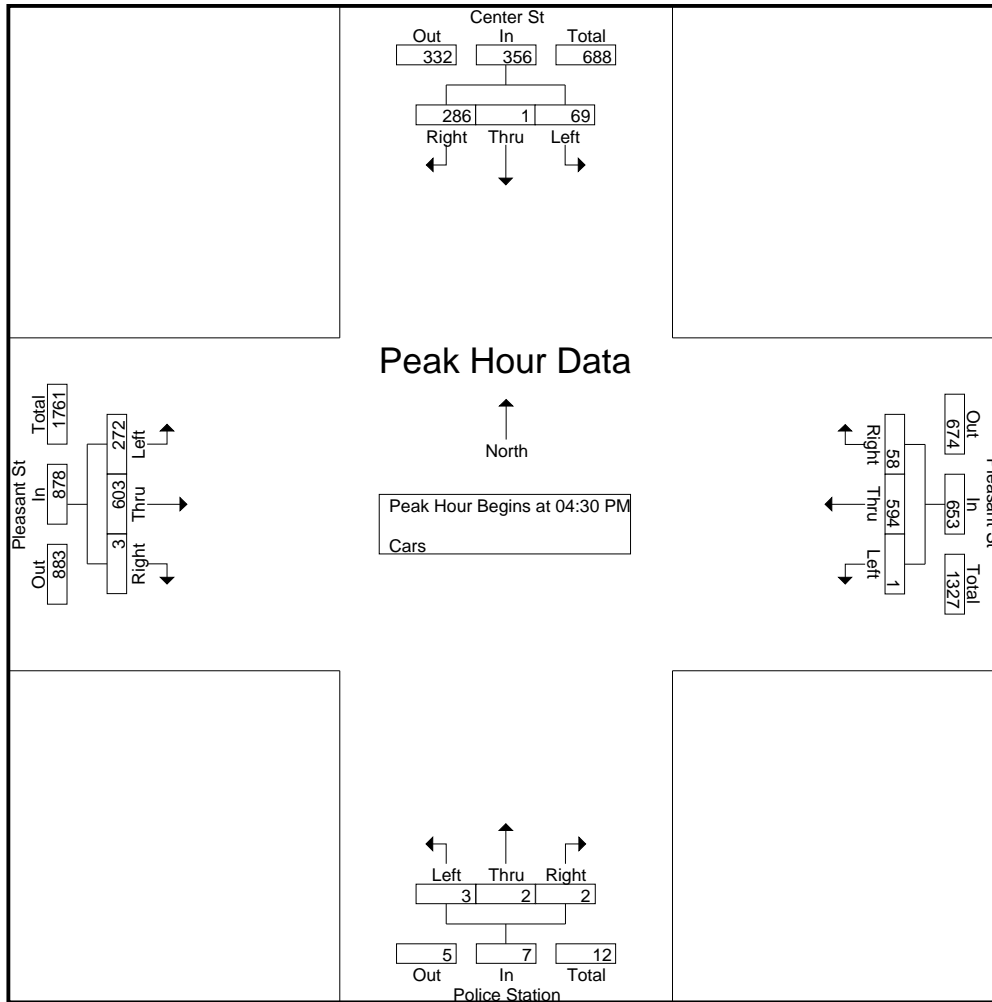 Center St
Out In Total
332 356 688
286 1 69
Right Thru Left
Peak Hour Data
North
Peak Hour Begins at 04:30 PM
Cars
Pleasant St
Out In Total
883 878 1761
Right Thru Left
3 603 272
Pleasant St
Out In Total
674 653 1327
58 594 1
Right Thru Left
Left Thru Right
3 2 2
5 7 12
Out In Total
Police Station